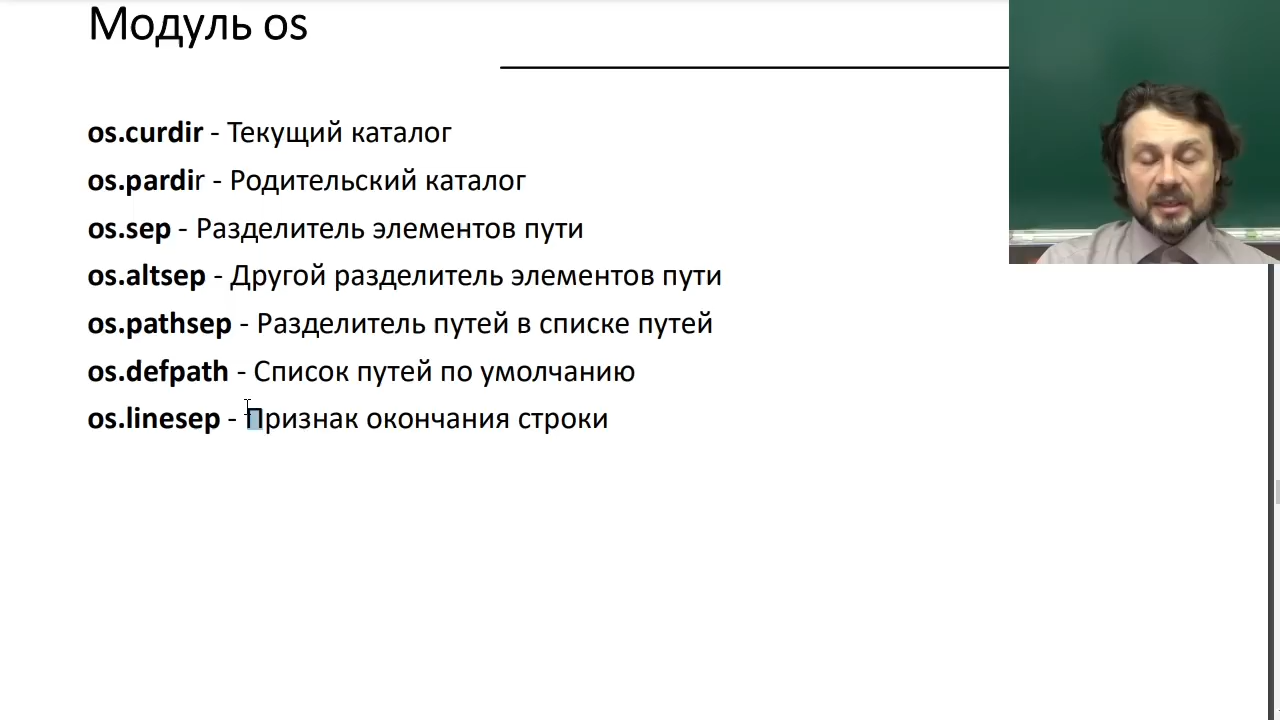 Модуль os
os.curdir - Текущий каталог
os.pardir - Родительский каталог
os.sep - Разделитель элементов пути
os.altsep - Другой разделитель элементов пути
os.pathsep - Разделитель путей в списке путей
os.defpath - Список путей по умолчанию
os.linesep - Признак окончания строки